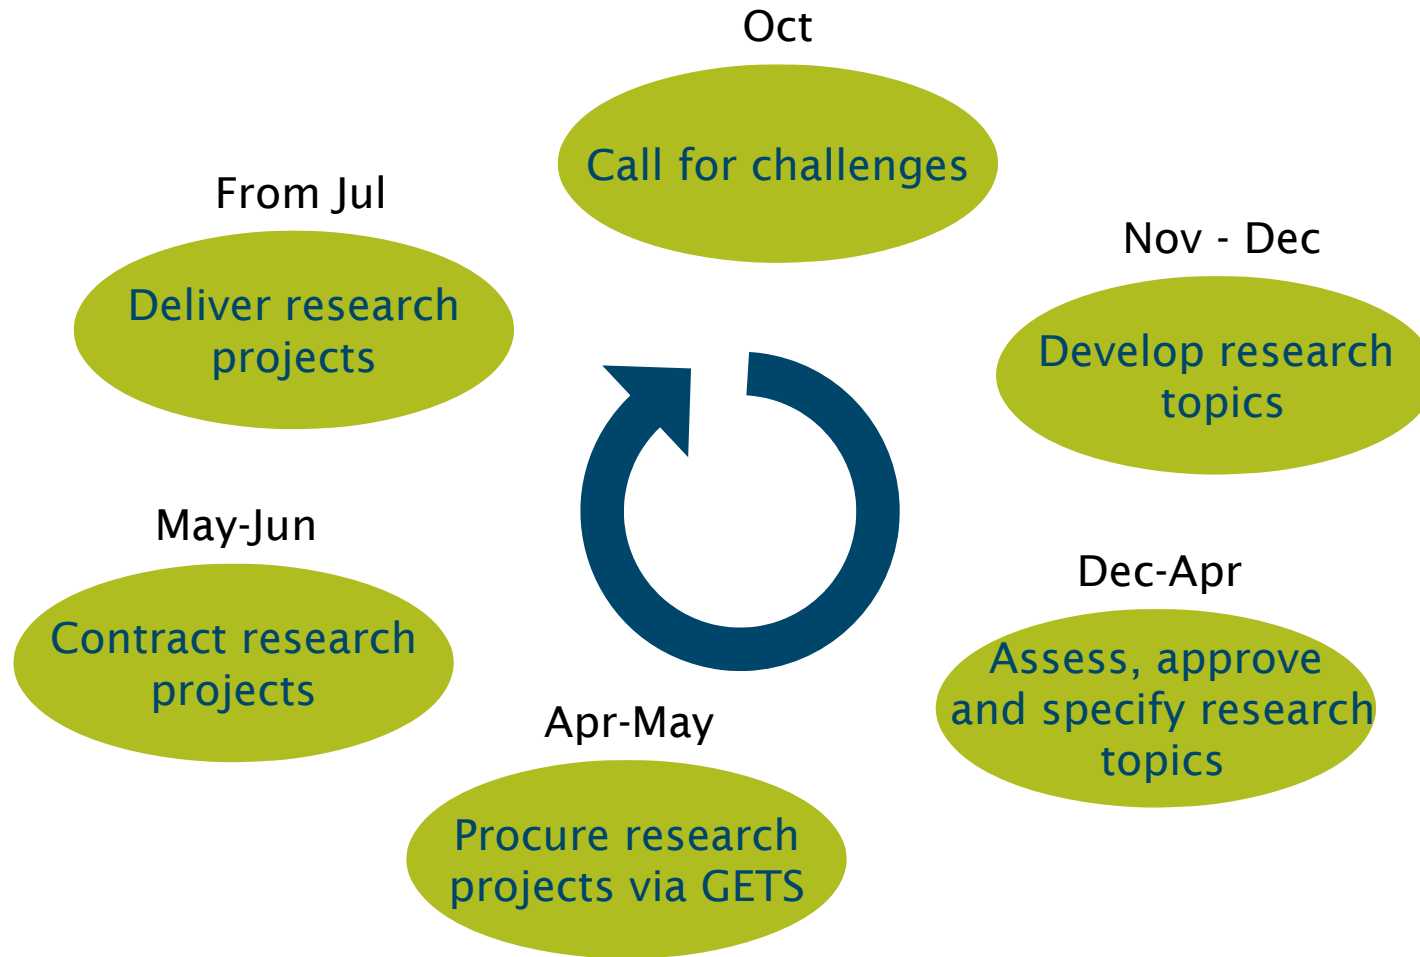 Oct
Call for challenges
Nov - Dec
Develop research
topics
Dec-Apr
Assess, approve
and specify research
topics
Apr-May
Procure research
projects via GETS
May-Jun
Contract research
projects
From Jul
Deliver research
projects